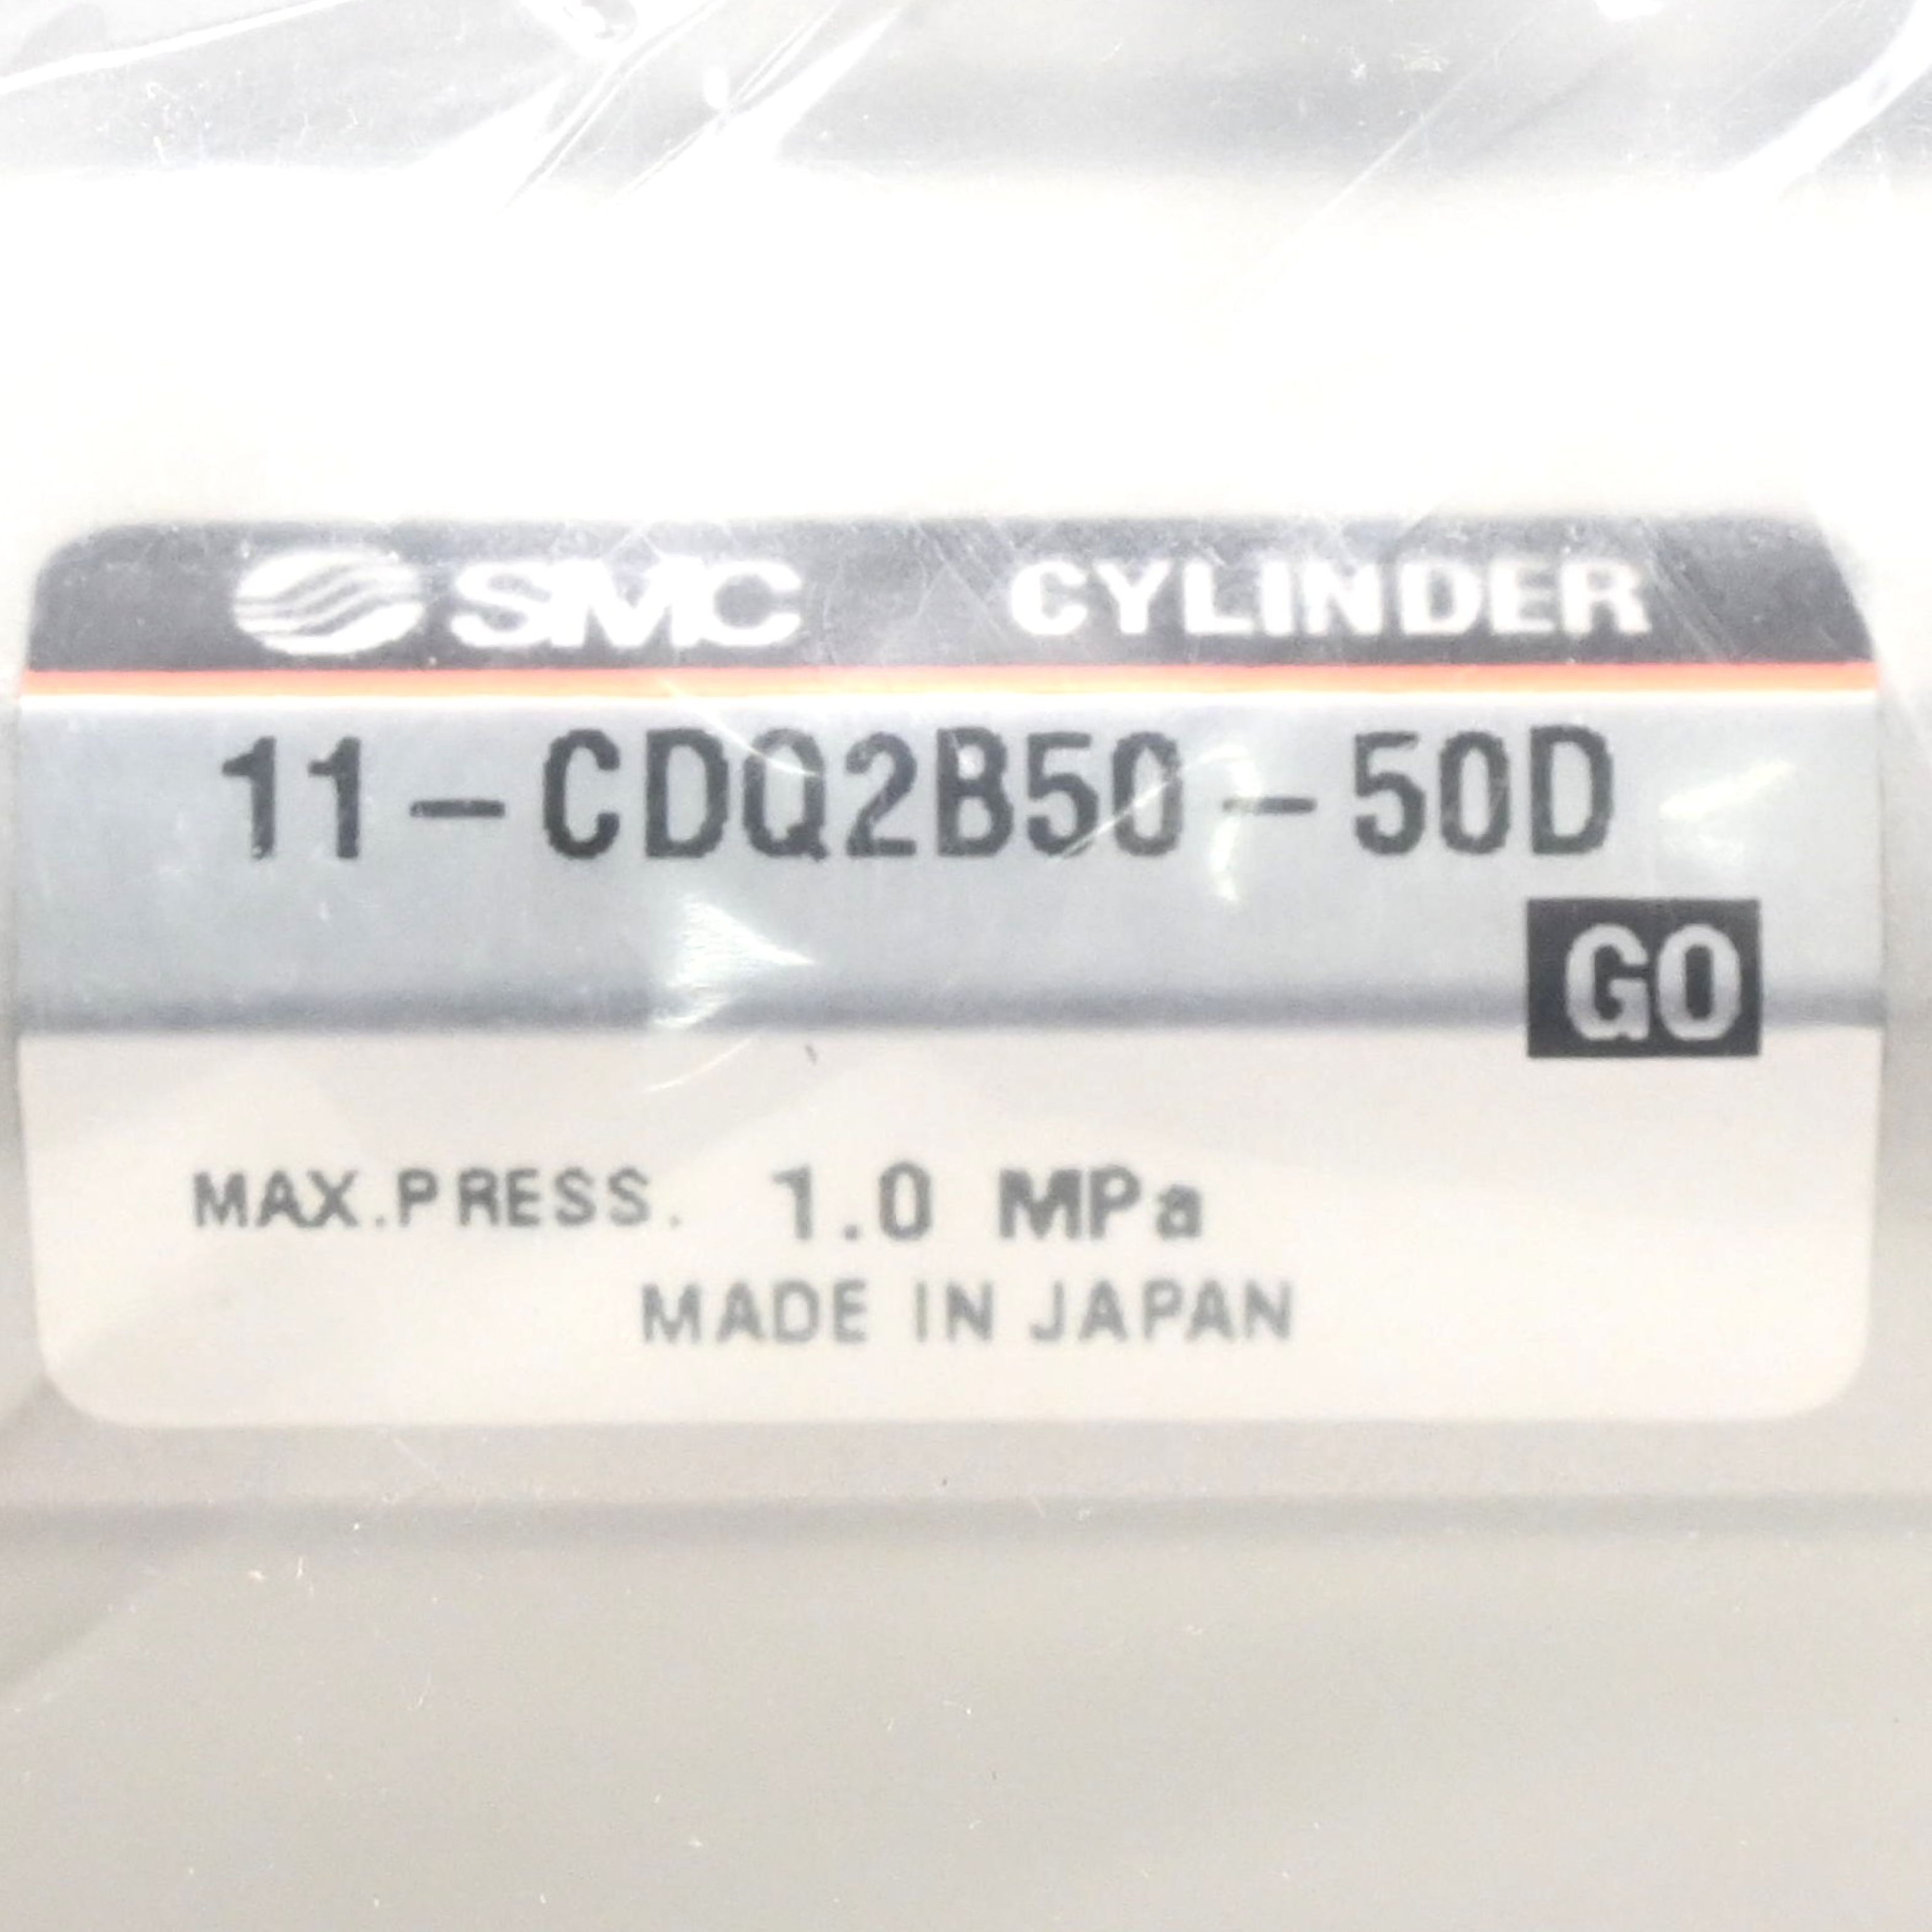 SMC CYLINDER
11-CDQ2B50-50D
GO
MAX.PRESS. 1.0 MPa
MADE IN JAPAN